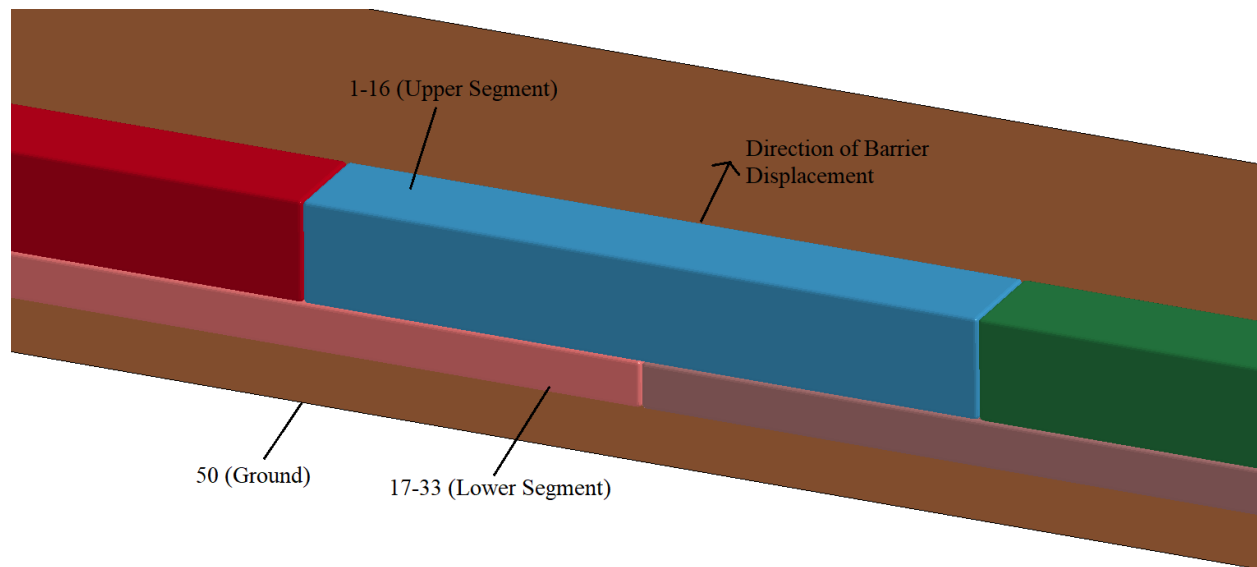 1-16 (Upper Segment)
Direction of Barrier
Displacement
50 (Ground)
17-33 (Lower Segment)